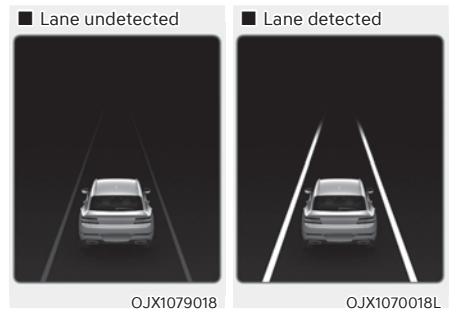 ■ Lane undetected
■ Lane detected
OJX1079018
OJX1070018L